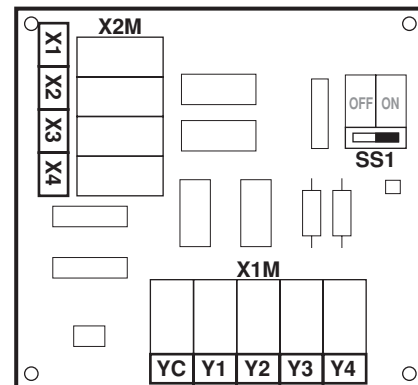 X2M
X1
X2
X3
X4
OFF ON
SS1
X1M
YC Y1 Y2 Y3 Y4